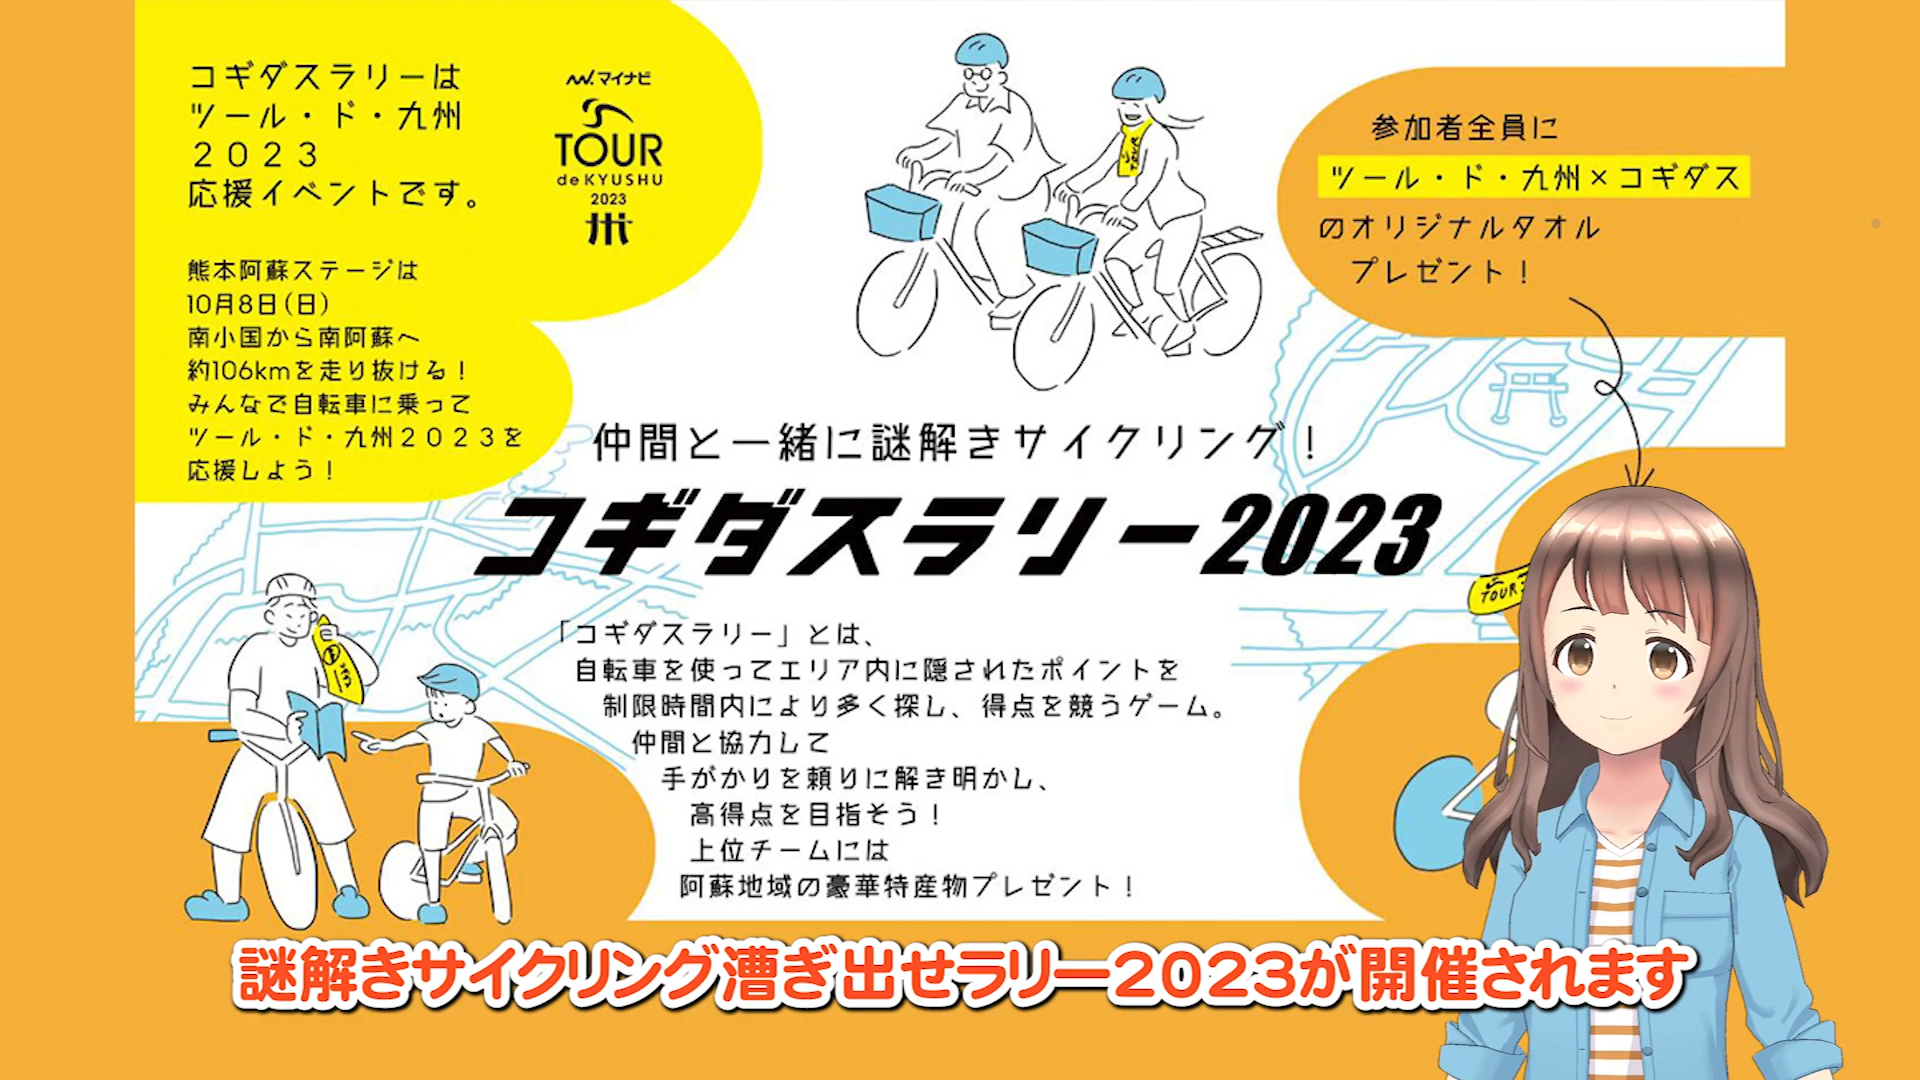 コギダスラリーは
ツール・ド・九州
２０２３
応援イベントです。
マイナビ
TOUR
de KYUSHU
2023
熊本阿蘇ステージは
10月8日(日)
南小国から南阿蘇へ
約106kmを走り抜ける！
みんなで自転車に乗って
ツール・ド・九州２０２３を
応援しよう！
参加者全員に
ツール・ド・九州×コギダス
のオリジナルタオル
プレゼント！
仲間と一緒に謎解きサイクリング！
コギダスラリー2023
TOUR
「コギダスラリー」とは、
自転車を使ってエリア内に隠されたポイントを
制限時間内により多く探し、得点を競うゲーム。
仲間と協力して
手がかりを頼りに解き明かし、
高得点を目指そう！
上位チームには
阿蘇地域の豪華特産物プレゼント！
謎解きサイクリング漕ぎ出せラリー2023が開催されます